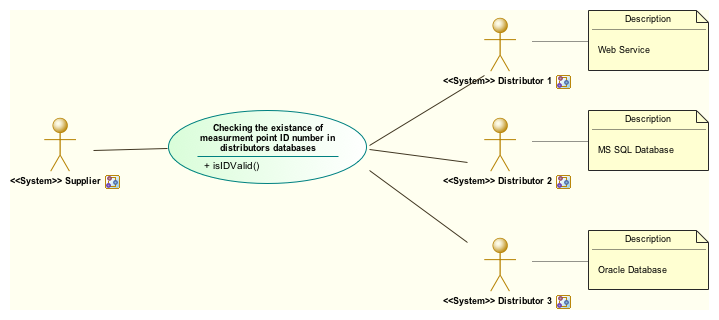 Description
Web Service
<<System>> Distributor 1
Checking the existance of
measurment point ID number in
distributors databases
+ isIDValid()
<<System>> Supplier
Description
MS SQL Database
<<System>> Distributor 2
Description
Oracle Database
<<System>> Distributor 3